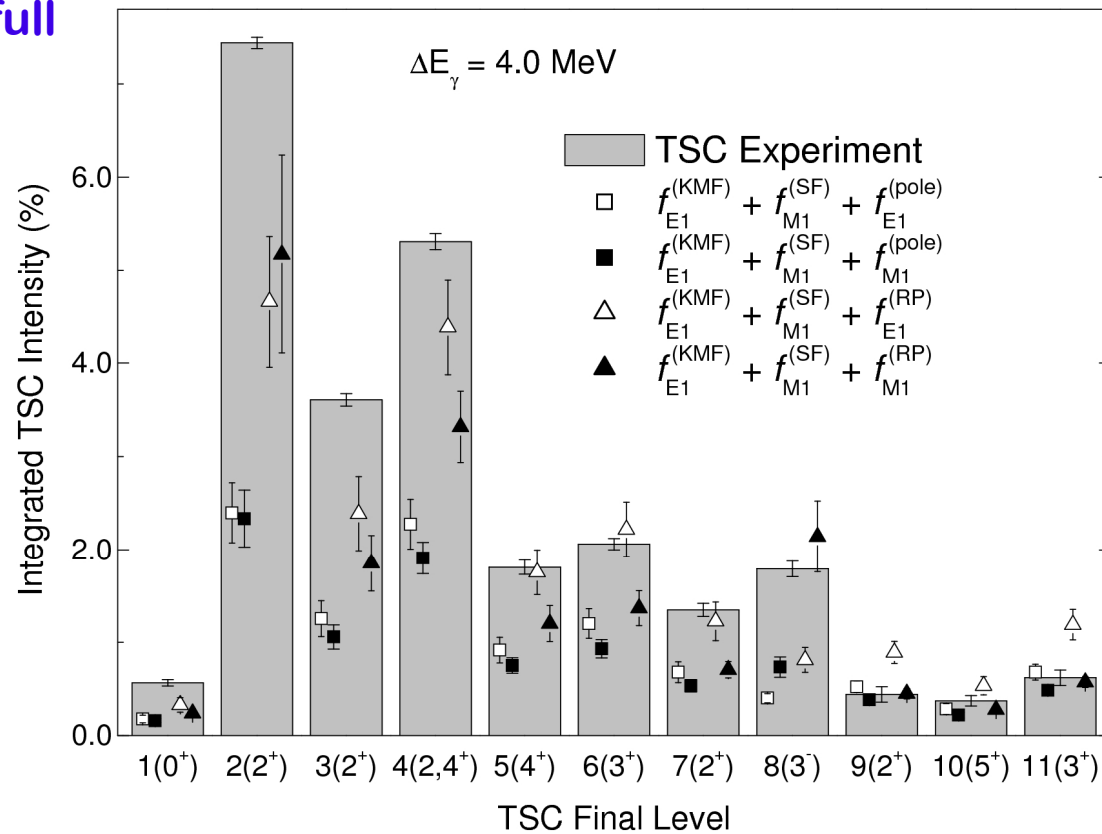 full
ΔEγ = 4.0 MeV
TSC Experiment
f E1 (KMF) + f M1 (SF) + f E1 (pole)
f E1 (KMF) + f M1 (SF) + f M1 (pole)
f E1 (KMF) + f M1 (SF) + f E1 (RP)
f E1 (KMF) + f M1 (SF) + f M1 (RP)
Integrated TSC Intensity (%)
6.0
4.0
2.0
0.0
1(0⁺) 2(2⁺) 3(2⁺) 4(2,4⁺) 5(4⁺) 6(3⁺) 7(2⁺) 8(3⁻) 9(2⁺) 10(5⁺) 11(3⁺)
TSC Final Level